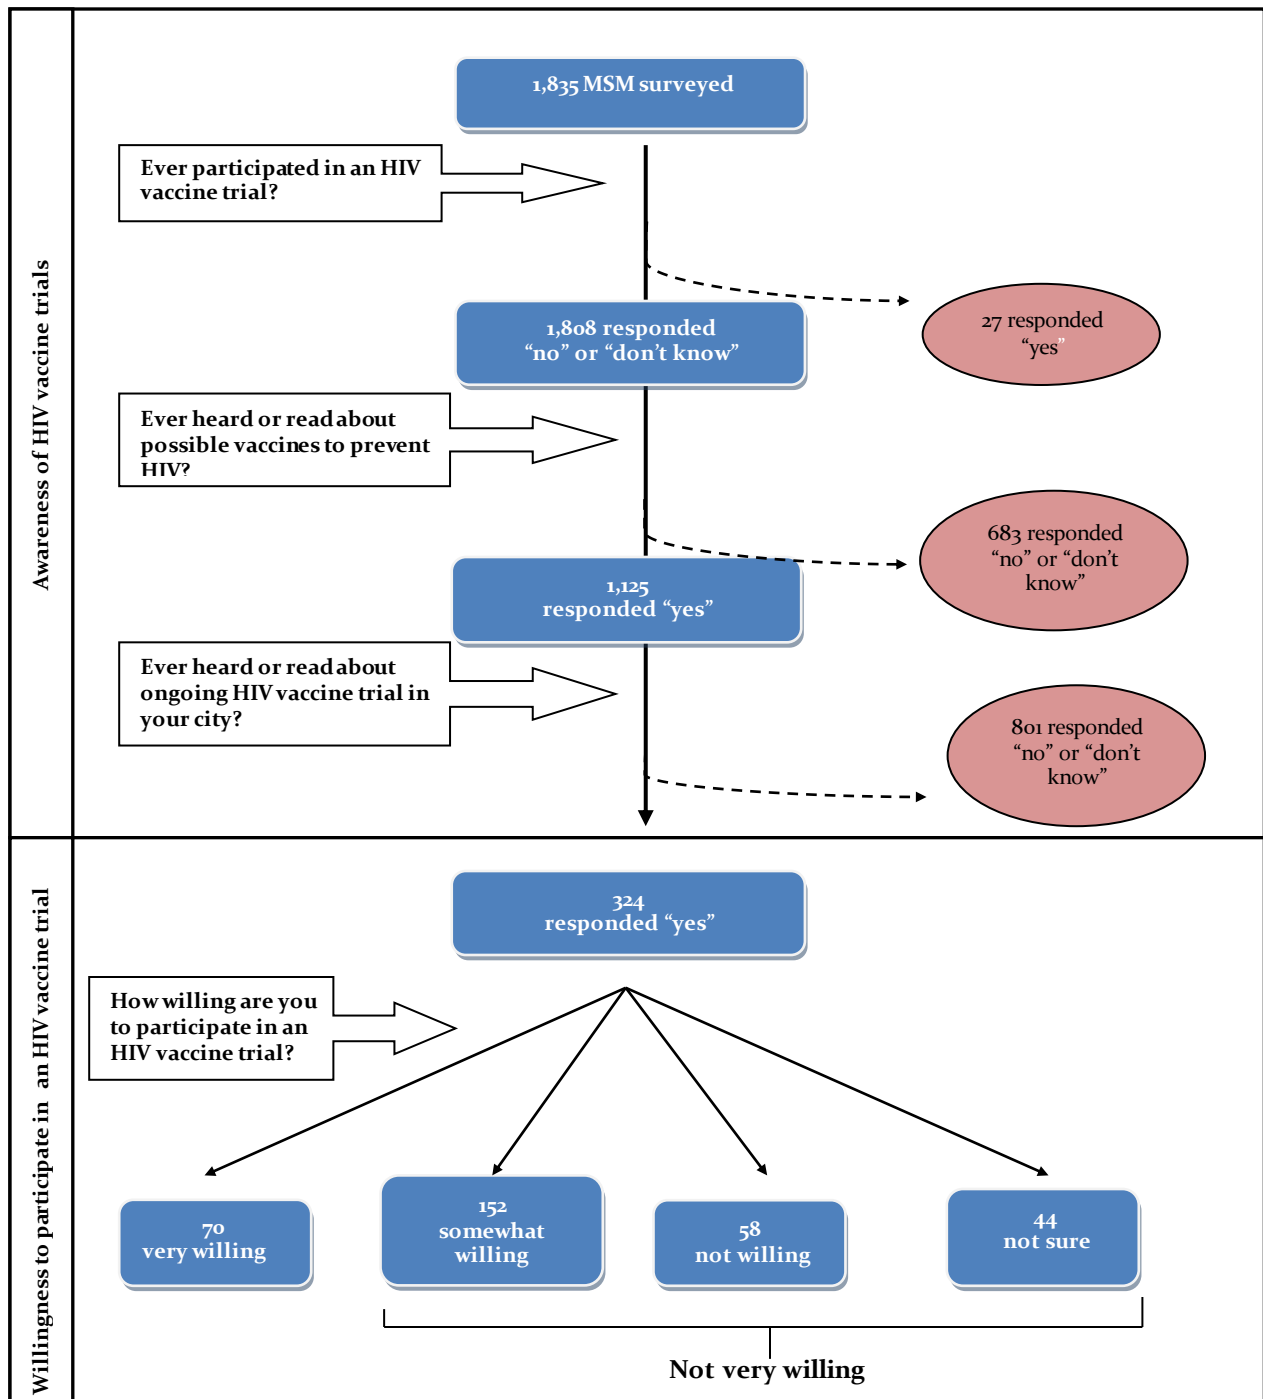 Awareness of HIV vaccine trials
1,835 MSM surveyed
Ever participated in an HIV
vaccine trial?
27 responded
“yes”
1,808 responded
“no” or “don’t know”
Ever heard or read about
possible vaccines to prevent
HIV?
683 responded
“no” or “don’t
know”
1,125
responded “yes”
Ever heard or read about
ongoing HIV vaccine trial in
your city?
801 responded
“no” or “don’t
know”
Willingness to participate in an HIV vaccine trial
324
responded “yes”
How willing are you
to participate in an
HIV vaccine trial?
70
very willing
152
somewhat
willing
58
not willing
44
not sure
Not very willing